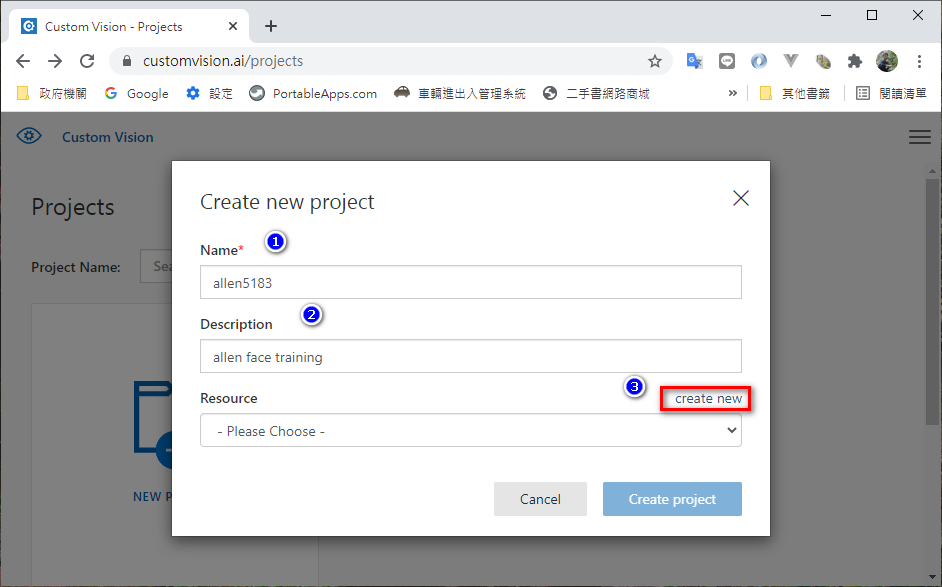 Custom Vision - Projects
customvision.ai/projects
政府機關 Google 設定 PortableApps.com 車輛進出入管理系統 二手書網路商城 » 其他書籤 閱讀清單
Custom Vision
Projects
Project Name:
Create new project
Name* 1
allen5183
Description 2
allen face training
Resource 3 create new
- Please Choose -
NEW P
Cancel Create project